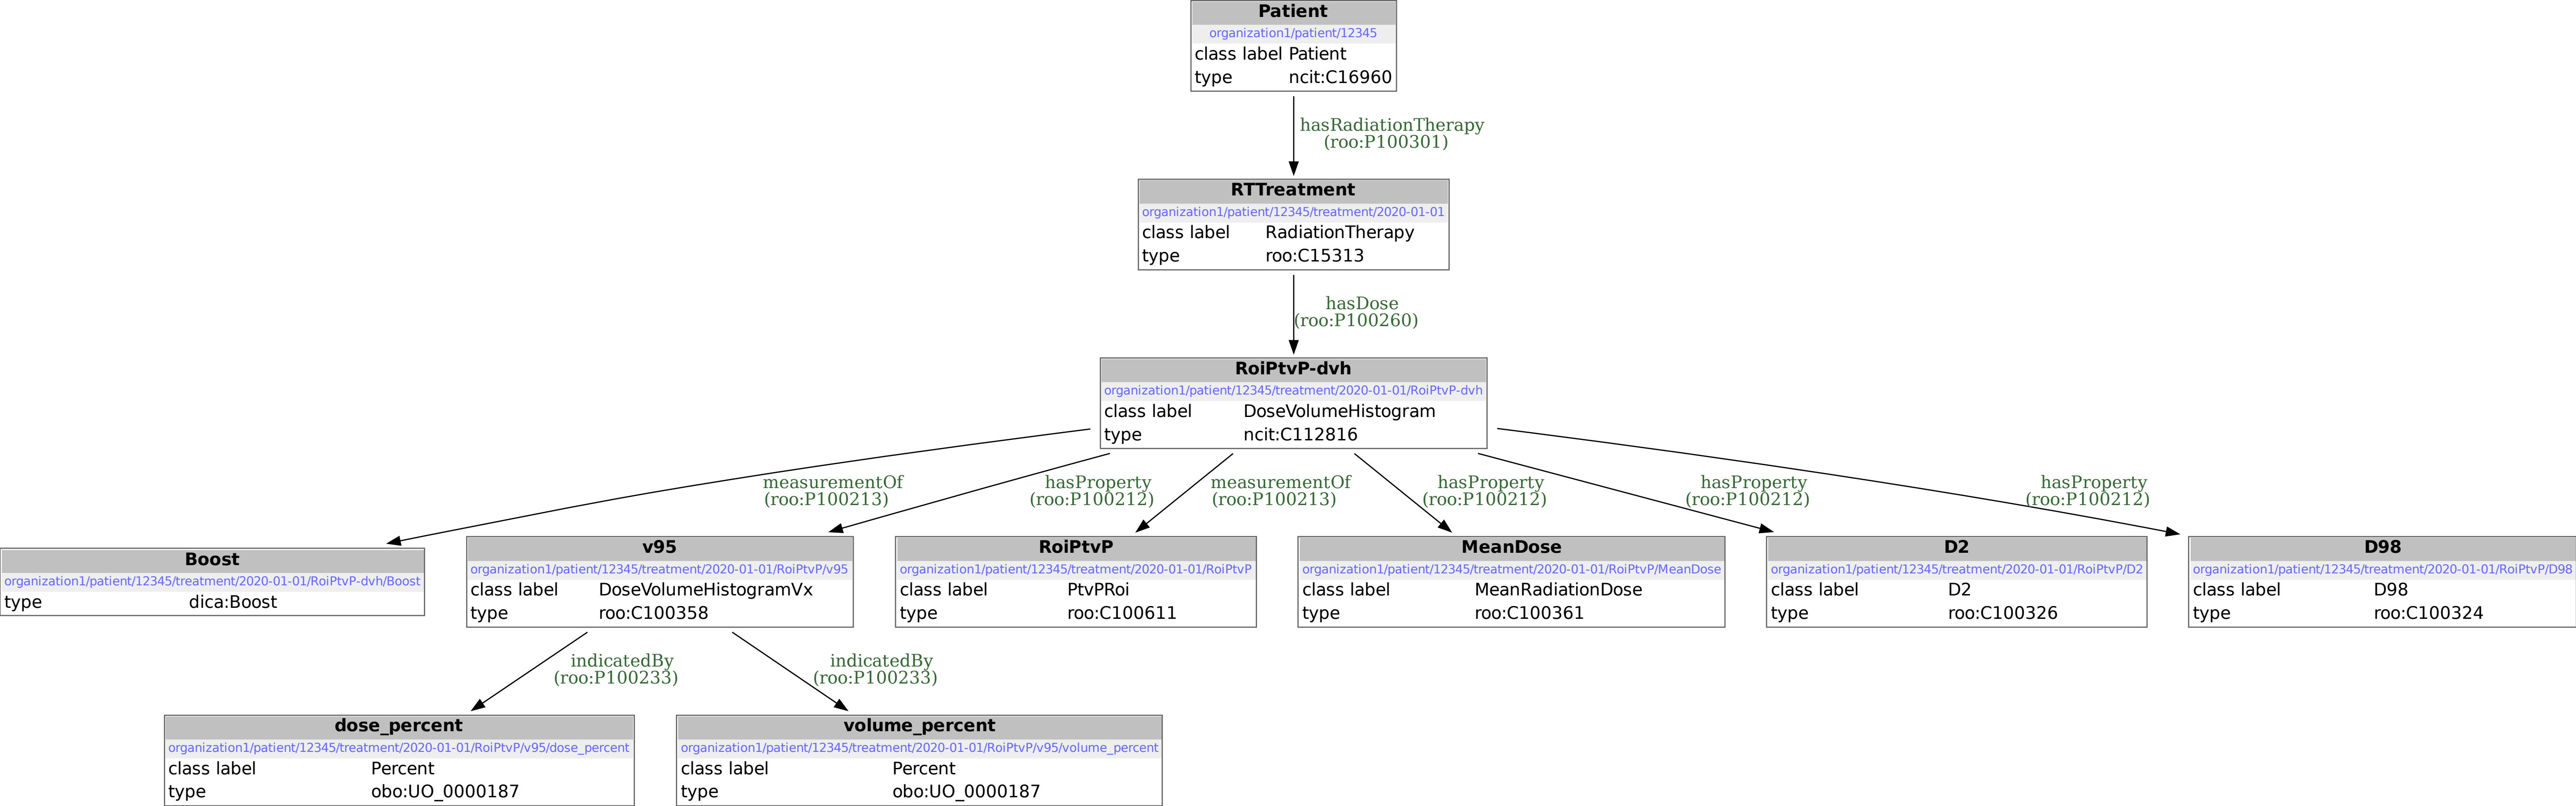 Patient
organization1/patient/12345
class label Patient
type ncit:C16960
hasRadiationTherapy
(roo:P100301)
RTTreatment
organization1/patient/12345/treatment/2020-01-01
class label RadiationTherapy
type roo:C15313
hasDose
(roo:P100260)
RoiPtvP-dvh
organization1/patient/12345/treatment/2020-01-01/RoiPtvP-dvh
class label DoseVolumeHistogram
type ncit:C112816
measurementOf
(roo:P100213)
hasProperty
(roo:P100212)
measurementOf
(roo:P100213)
hasProperty
(roo:P100212)
hasProperty
(roo:P100212)
hasProperty
(roo:P100212)
Boost
organization1/patient/12345/treatment/2020-01-01/RoiPtvP-dvh/Boost
type dica:Boost
v95
organization1/patient/12345/treatment/2020-01-01/RoiPtvP/v95
class label DoseVolumeHistogramVx
type roo:C100358
RoiPtvP
organization1/patient/12345/treatment/2020-01-01/RoiPtvP
class label PtvPRoi
type roo:C100611
MeanDose
organization1/patient/12345/treatment/2020-01-01/RoiPtvP/MeanDose
class label MeanRadiationDose
type roo:C100361
D2
organization1/patient/12345/treatment/2020-01-01/RoiPtvP/D2
class label D2
type roo:C100326
D98
organization1/patient/12345/treatment/2020-01-01/RoiPtvP/D98
class label D98
type roo:C100324
indicatedBy
(roo:P100233)
indicatedBy
(roo:P100233)
dose_percent
organization1/patient/12345/treatment/2020-01-01/RoiPtvP/v95/dose_percent
class label Percent
type obo:UO_0000187
volume_percent
organization1/patient/12345/treatment/2020-01-01/RoiPtvP/v95/volume_percent
class label Percent
type obo:UO_0000187